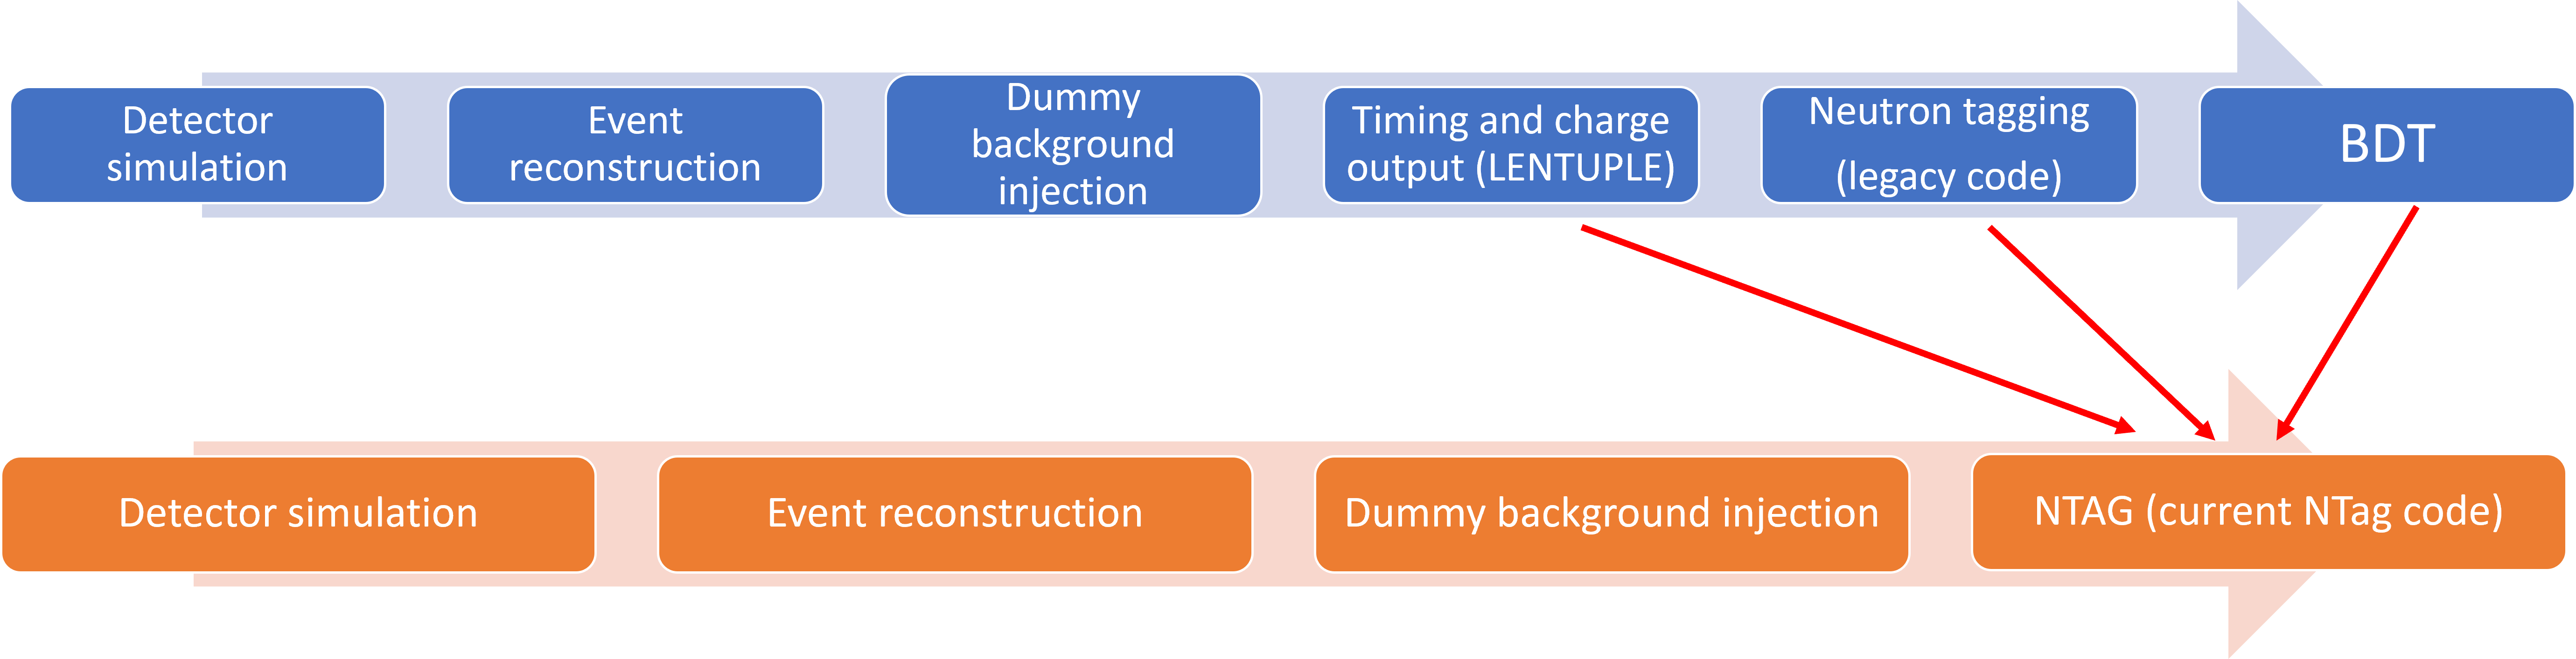 Detector
simulation
Event
reconstruction
Dummy
background
injection
Timing and charge
output (LENTUPLE)
Neutron tagging
(legacy code)
BDT
Detector simulation
Event reconstruction
Dummy background injection
NTAG (current NTag code)